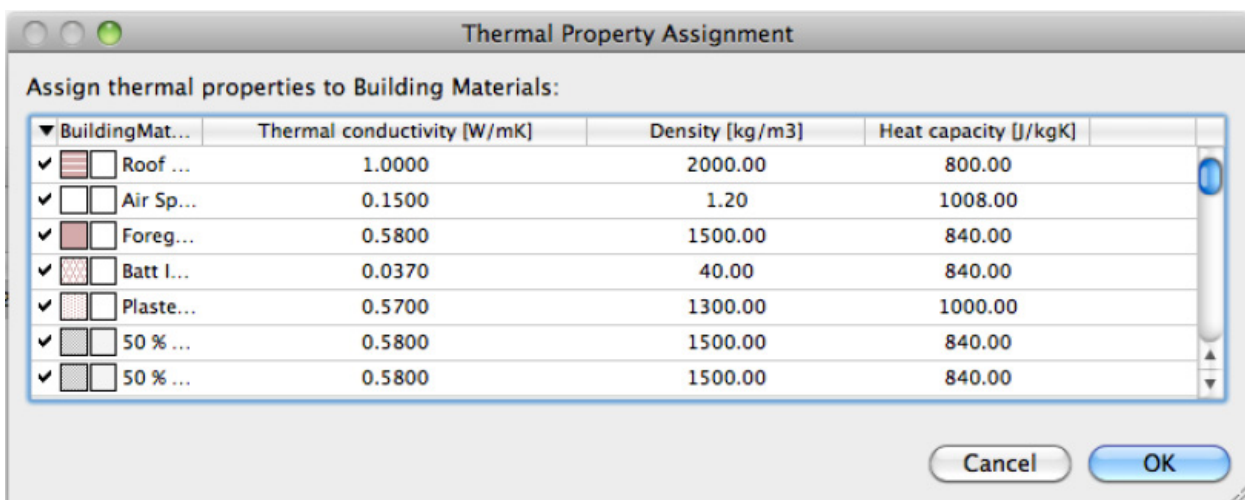 Thermal Property Assignment
Assign thermal properties to Building Materials:
BuildingMat... Thermal conductivity [W/mK] Density [kg/m3] Heat capacity [J/kgK]
Roof ... 1.0000 2000.00 800.00
Air Sp... 0.1500 1.20 1008.00
Foreg... 0.5800 1500.00 840.00
Batt I... 0.0370 40.00 840.00
Plaste... 0.5700 1300.00 1000.00
50 % ... 0.5800 1500.00 840.00
50 % ... 0.5800 1500.00 840.00
Cancel OK